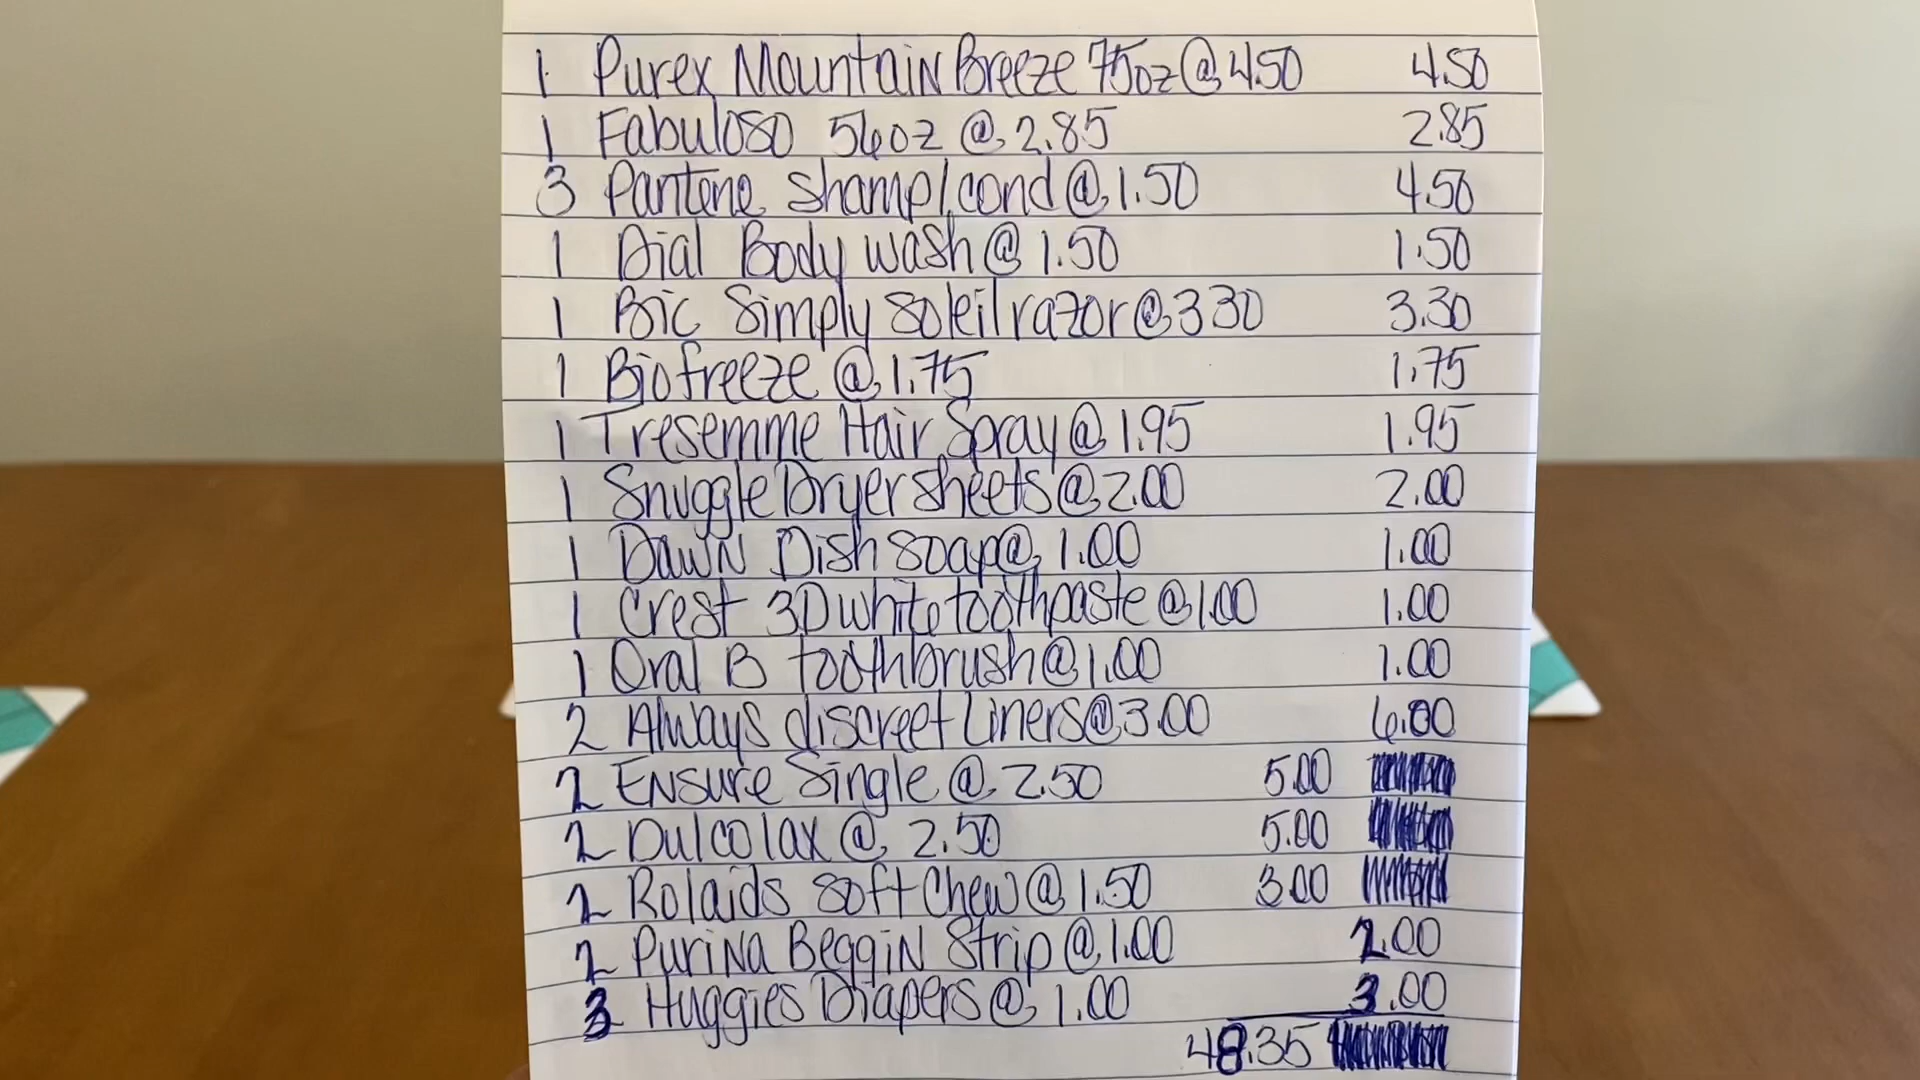 1 Purex Mountain Breeze 75oz @ 4.50 4.50
1 Fabuloso 56oz @ 2.85 2.85
3 Pantene shamp/cond @ 1.50 4.50
1 Dial Body wash @ 1.50 1.50
1 Bic Simply Soleil razor @ 3.30 3.30
1 Biofreeze @ 1.75 1.75
1 Tresemme Hair Spray @ 1.95 1.95
1 Snuggle Dryer sheets @ 2.00 2.00
1 Dawn Dish soap @ 1.00 1.00
1 Crest 3D white toothpaste @ 1.00 1.00
1 Oral B toothbrush @ 1.00 1.00
2 Always discreet Liners @ 3.00 6.00
2 Ensure Single @ 2.50 5.00
2 Dulcolax @ 2.50 5.00
2 Rolaids soft Chew @ 1.50 3.00
2 Purina Beggin Strip @ 1.00 2.00
3 Huggies Diapers @ 1.00 3.00
48.35